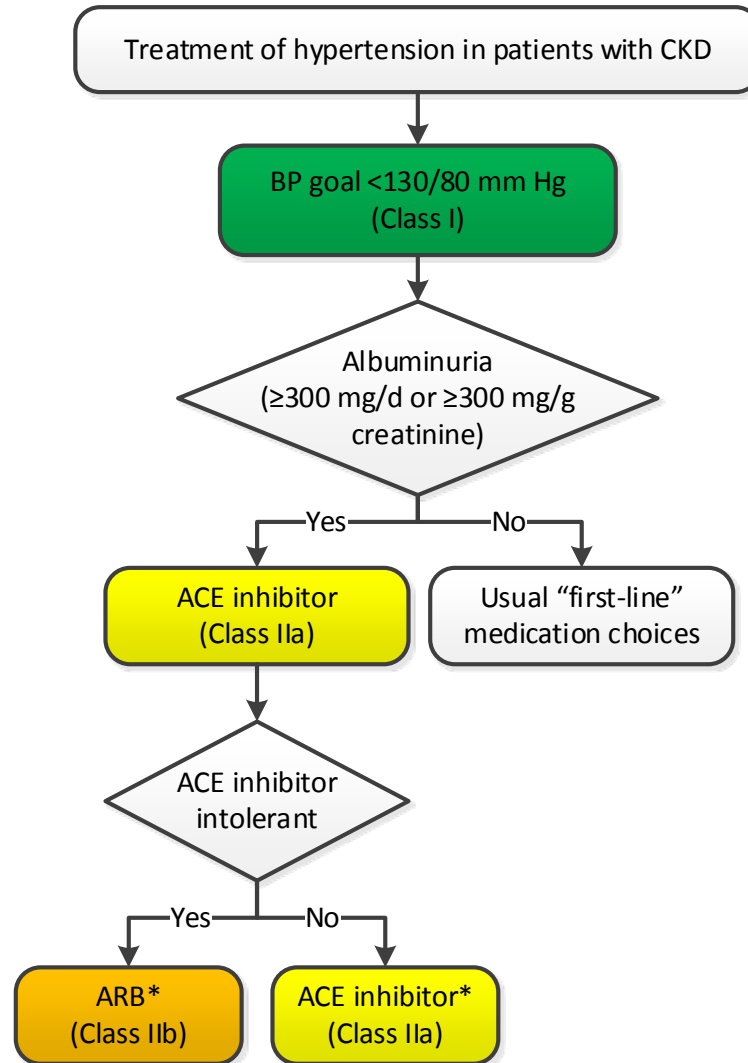 Treatment of hypertension in patients with CKD
BP goal <130/80 mm Hg
(Class I)
Albuminuria
(≥300 mg/d or ≥300 mg/g
creatinine)
Yes
No
ACE inhibitor
(Class IIa)
Usual “first-line”
medication choices
ACE inhibitor
intolerant
Yes
No
ARB*
(Class IIb)
ACE inhibitor*
(Class IIa)